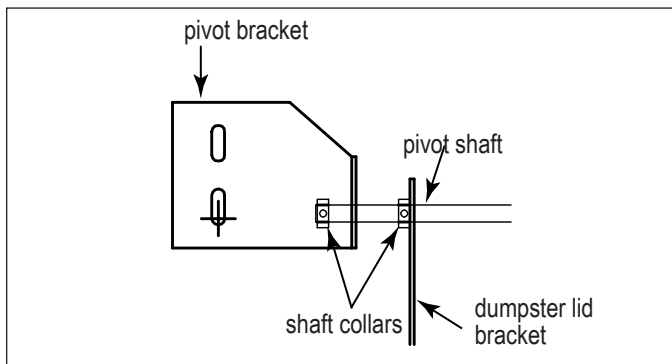 pivot bracket
pivot shaft
shaft collars
dumpster lid
bracket